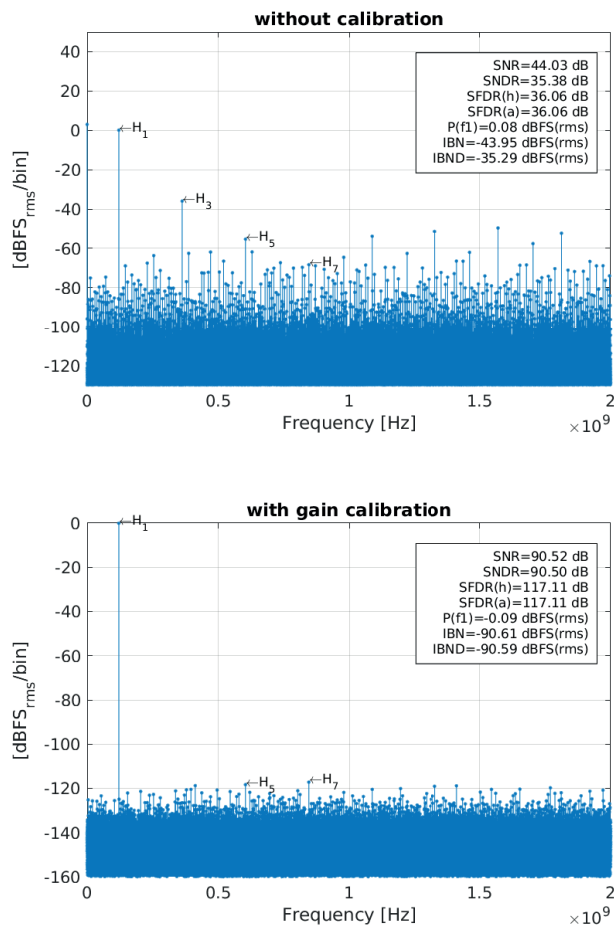 without calibration
40
20
0
-20
-40
-60
-80
-100
-120
[dBFSrms/bin]
H1
H3
H5
H7
SNR=44.03 dB
SNDR=35.38 dB
SFDR(h)=36.06 dB
SFDR(a)=36.06 dB
P(f1)=0.08 dBFS(rms)
IBN=-43.95 dBFS(rms)
IBND=-35.29 dBFS(rms)
0
0.5
1
1.5
2
Frequency [Hz]
×10^9
with gain calibration
0
-20
-40
-60
-80
-100
-120
-140
-160
[dBFSrms/bin]
H1
H5
H7
SNR=90.52 dB
SNDR=90.50 dB
SFDR(h)=117.11 dB
SFDR(a)=117.11 dB
P(f1)=-0.09 dBFS(rms)
IBN=-90.61 dBFS(rms)
IBND=-90.59 dBFS(rms)
0
0.5
1
1.5
2
Frequency [Hz]
×10^9